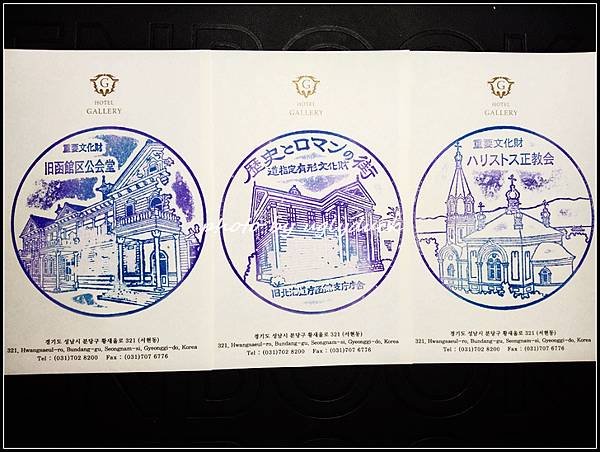 G
HOTEL
GALLERY
重要文化財
旧函館区公会堂
경기도 성남시 분당구 황새울로 321 (서현동)
321, Hwangsaeul-ro, Bundang-gu, Seongnam-si, Gyeonggi-do, Korea
Tel : (031)702 8200 Fax : (031)707 6776
G
HOTEL
GALLERY
歴史とロマンの街
道指定有形文化財
旧北海道庁函館支庁庁舎
경기도 성남시 분당구 황새울로 321 (서현동)
321, Hwangsaeul-ro, Bundang-gu, Seongnam-si, Gyeonggi-do, Korea
Tel : (031)702 8200 Fax : (031)707 6776
G
HOTEL
GALLERY
重要文化財
ハリストス正教会
경기도 성남시 분당구 황새울로 321 (서현동)
321, Hwangsaeul-ro, Bundang-gu, Seongnam-si, Gyeonggi-do, Korea
Tel : (031)702 8200 Fax : (031)707 6776
photo by uglyduck